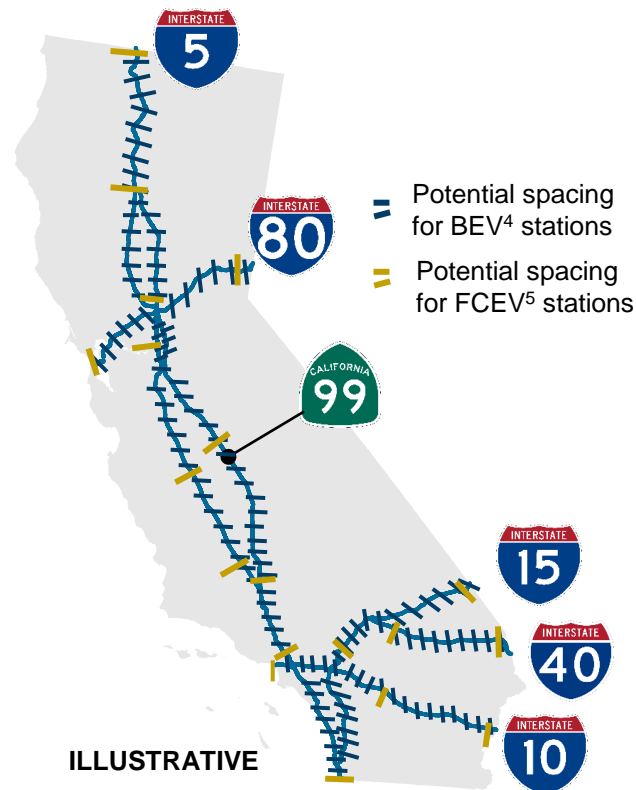 INTERSTATE
5
INTERSTATE
80
Potential spacing
for BEV⁴ stations
Potential spacing
for FCEV⁵ stations
CALIFORNIA
99
INTERSTATE
15
INTERSTATE
40
INTERSTATE
10
ILLUSTRATIVE